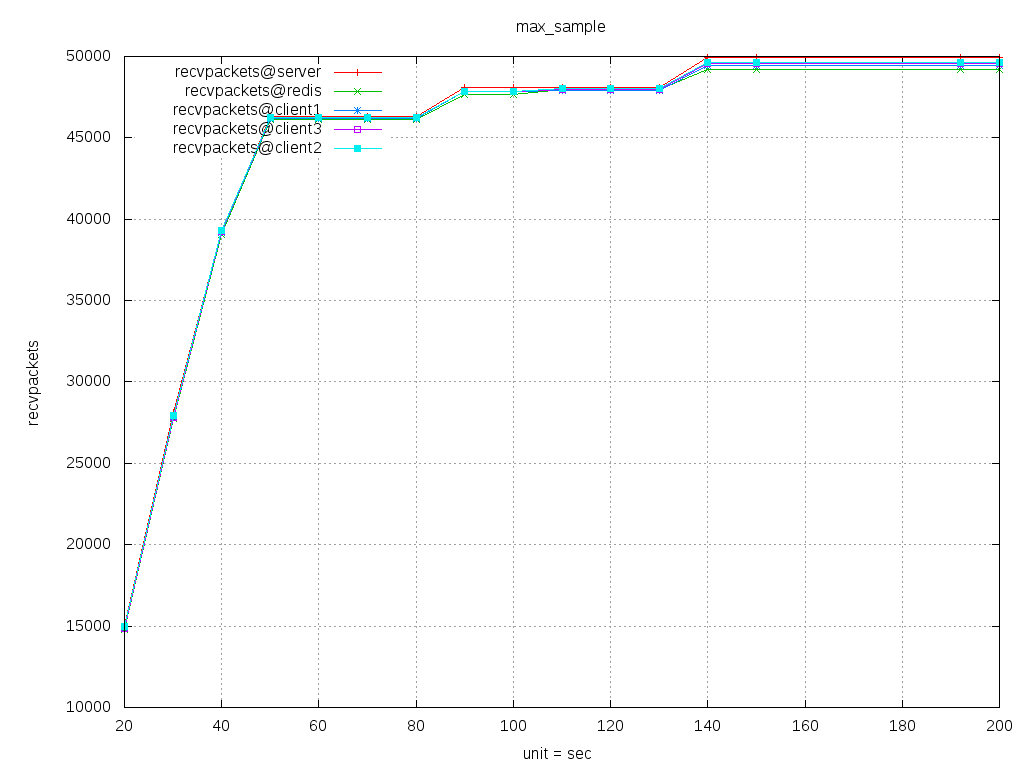 max_sample
50000
recvpackets@server
recvpackets@redis
recvpackets@client1
45000
recvpackets@client3
recvpackets@client2
40000
35000
recvpackets
30000
25000
20000
15000
10000
20 40 60 80 100 120 140 160 180 200
unit = sec